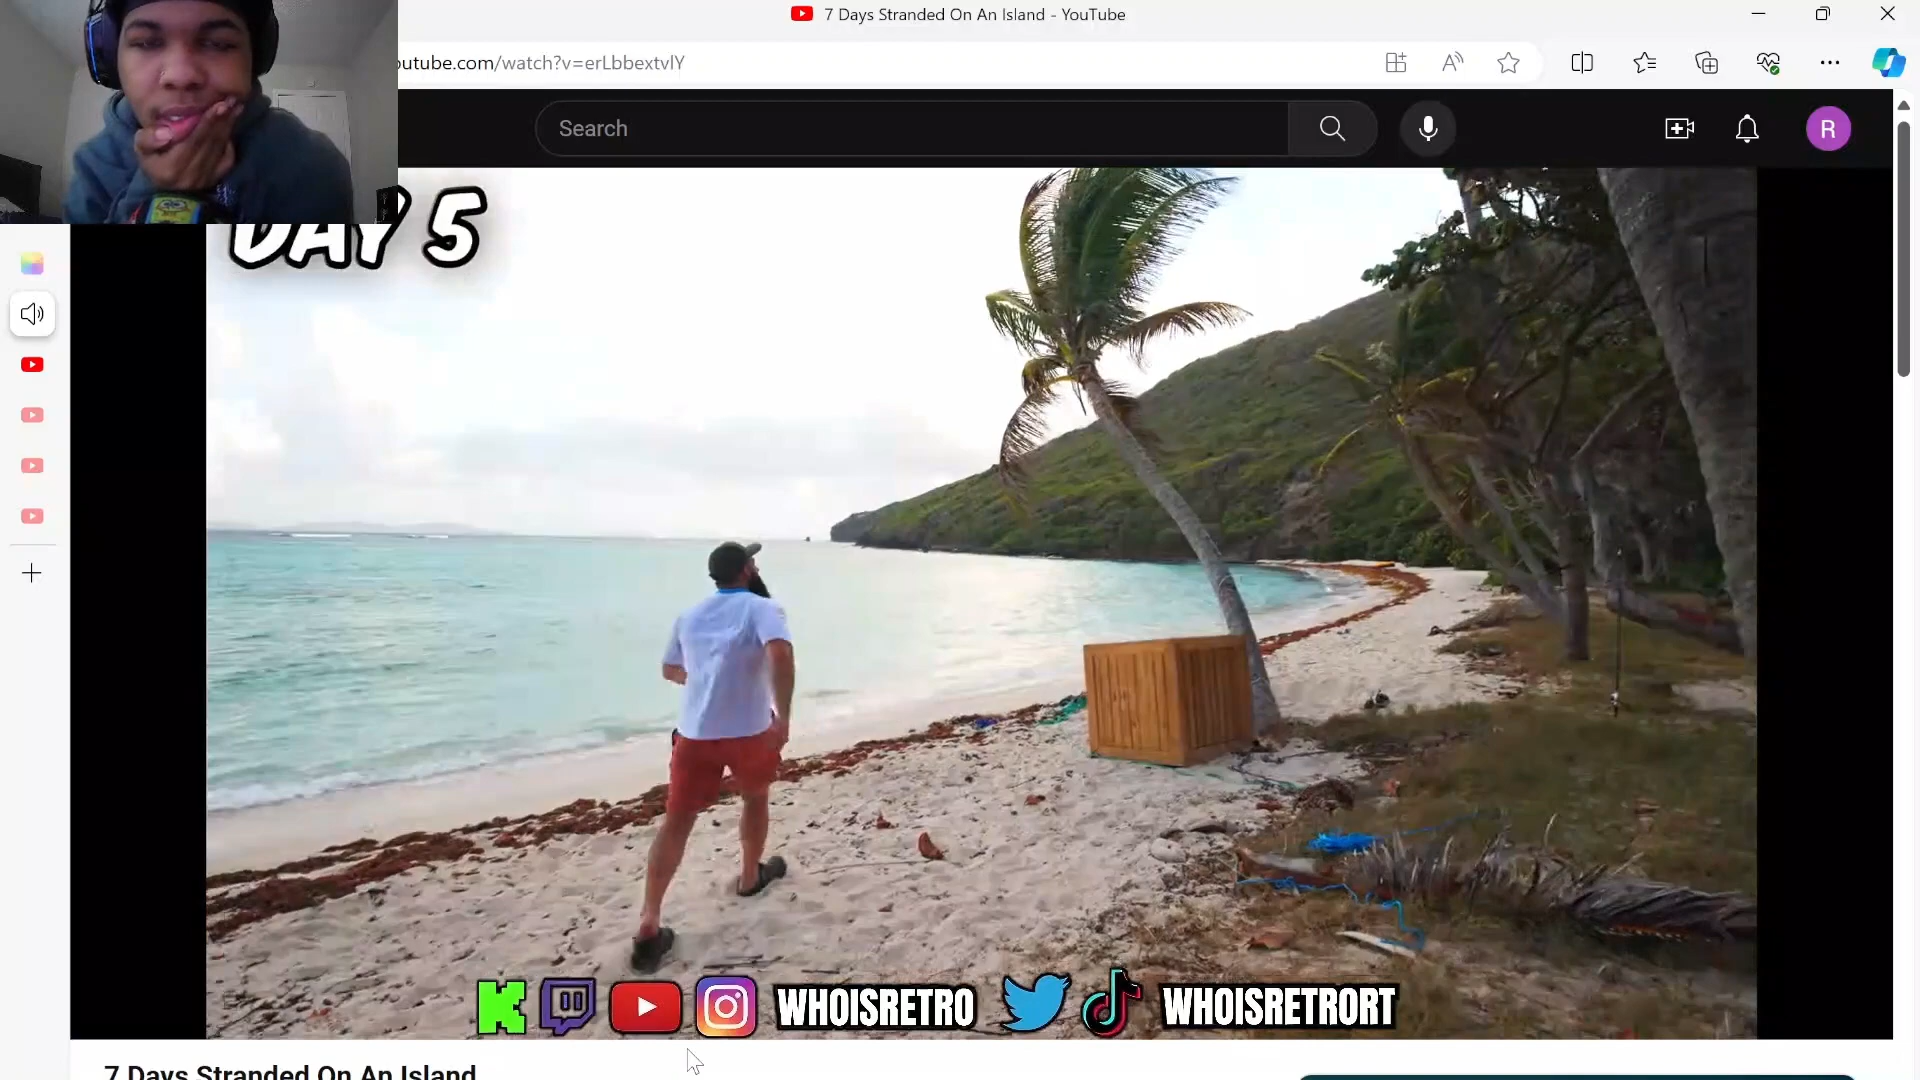 7 Days Stranded On An Island - YouTube
outube.com/watch?v=erLbbextvlY
Search
R
DAY 5
WHOISRETRO
WHOISRETRORT
7 Days Stranded On An Island